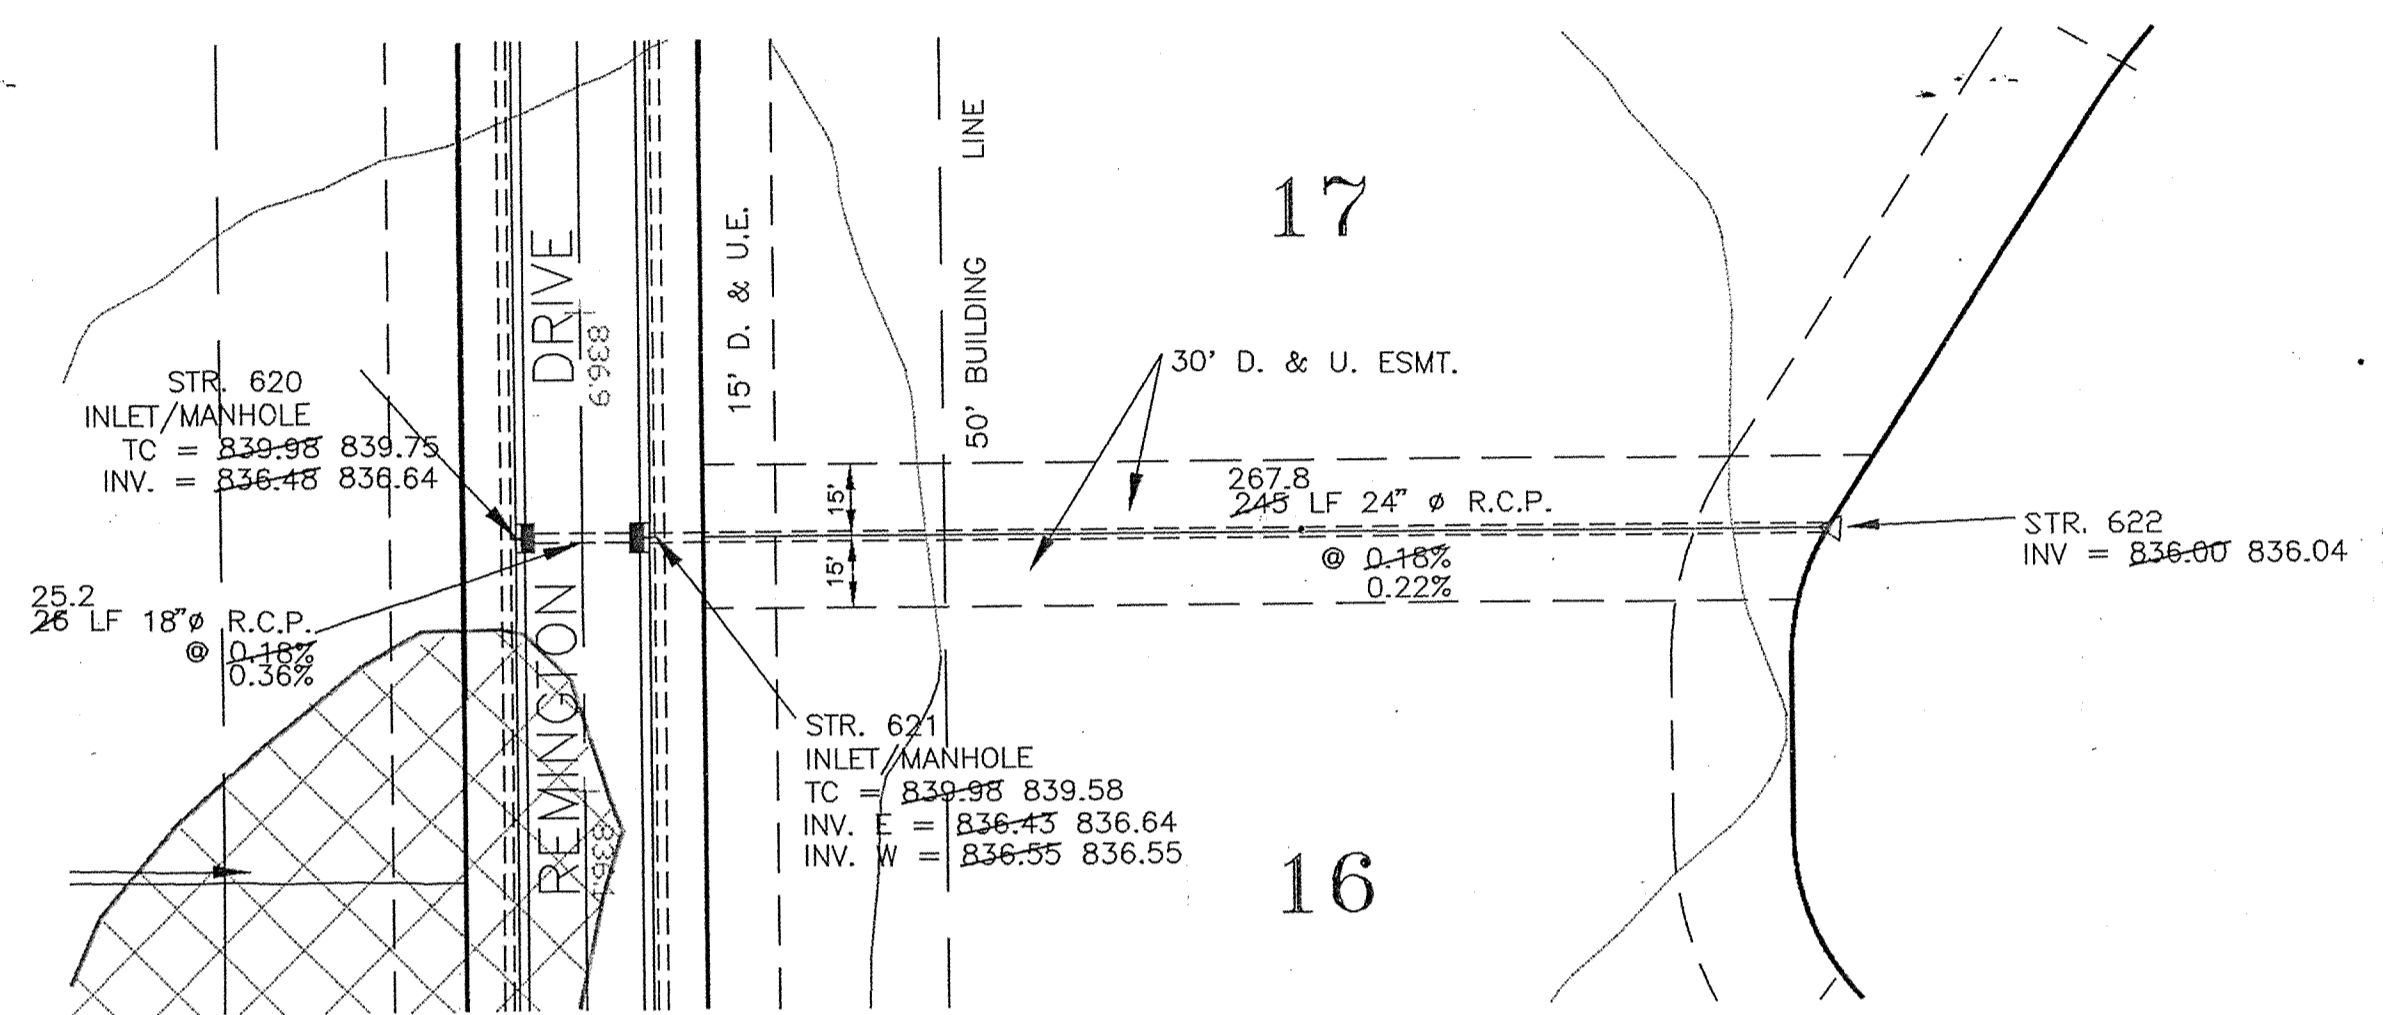 LINE
17
DRIVE
836.9
15' D. & U.E.
50' BUILDING
30' D. & U. ESMT.
STR. 620
INLET/MANHOLE
TC = 839.98 839.75
INV. = 836.48 836.64
267.8
245 LF 24" ø R.C.P.
@ 0.18%
0.22%
15'
15'
STR. 622
INV = 836.00 836.04
25.2
26 LF 18"ø R.C.P.
@ 0.18%
0.36%
REMINGTON
STR. 621
INLET/MANHOLE
TC = 839.98 839.58
INV. E = 836.43 836.64
INV. W = 836.55 836.55
16